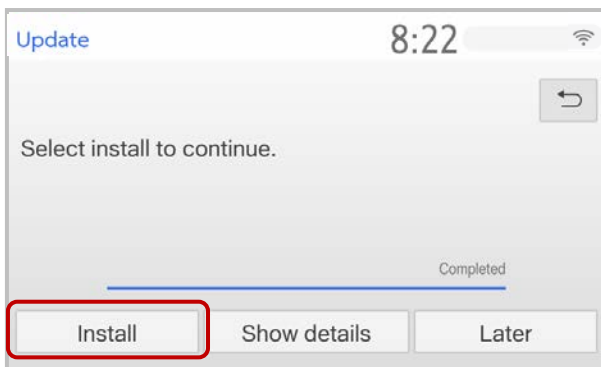 Update 8:22
Select install to continue.
Completed
Install Show details Later